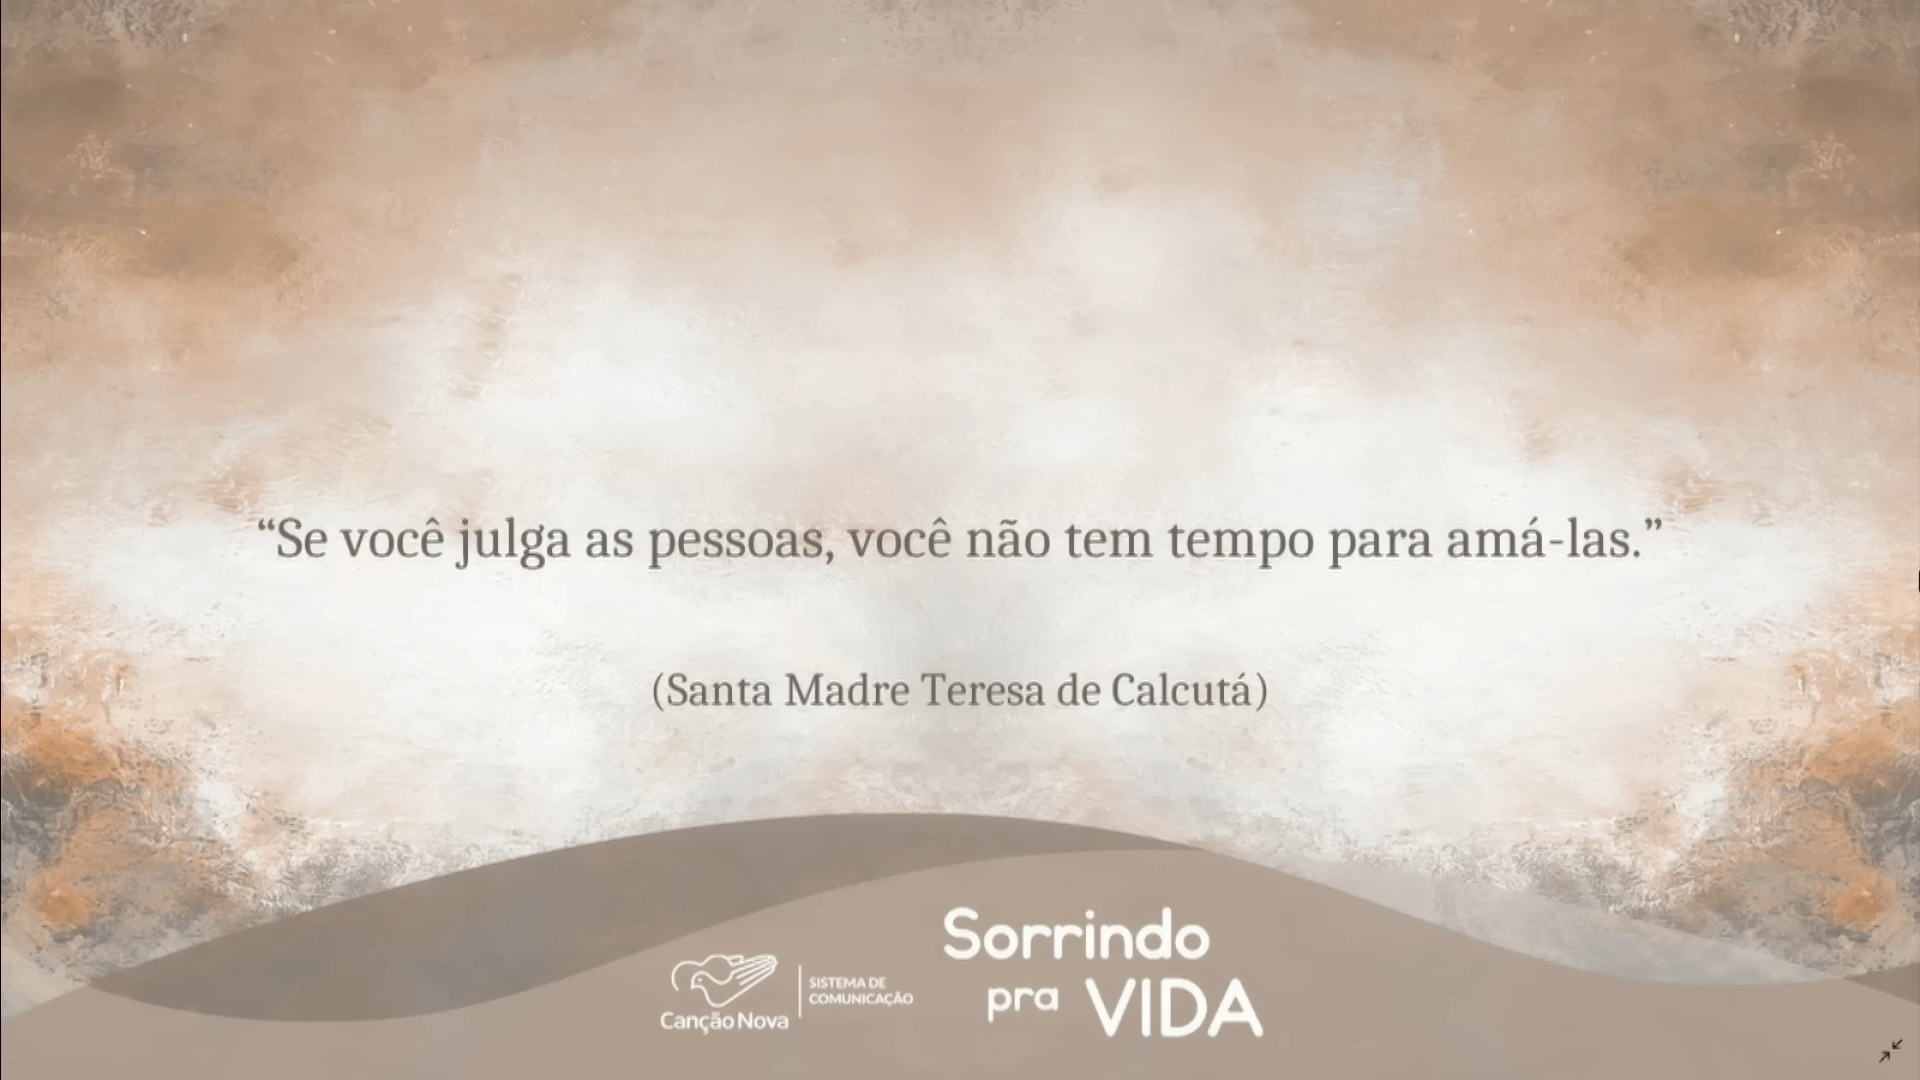 “Se você julga as pessoas, você não tem tempo para amá-las.”
(Santa Madre Teresa de Calcutá)
Sorrindo
pra VIDA
Canção Nova
SISTEMA DE
COMUNICAÇÃO